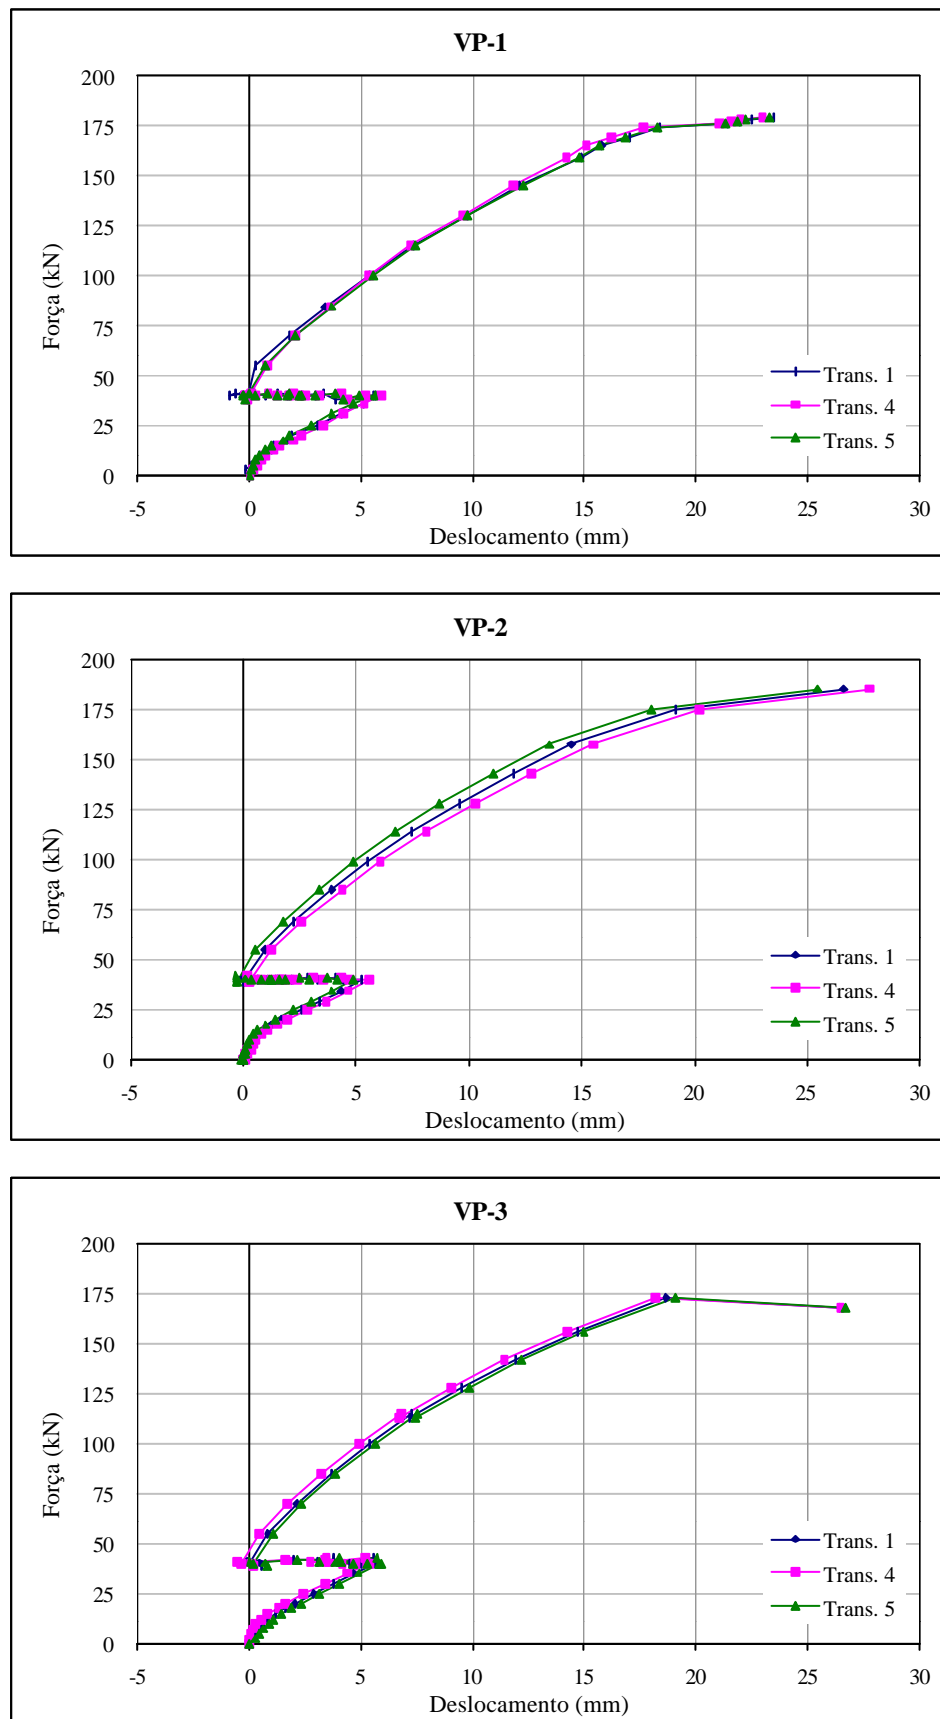 VP-1
200
175
150
125
100
75
50
25
0
Força (kN)
-5 0 5 10 15 20 25 30
Deslocamento (mm)
Trans. 1
Trans. 4
Trans. 5
VP-2
200
175
150
125
100
75
50
25
0
Força (kN)
-5 0 5 10 15 20 25 30
Deslocamento (mm)
Trans. 1
Trans. 4
Trans. 5
VP-3
200
175
150
125
100
75
50
25
0
Força (kN)
-5 0 5 10 15 20 25 30
Deslocamento (mm)
Trans. 1
Trans. 4
Trans. 5